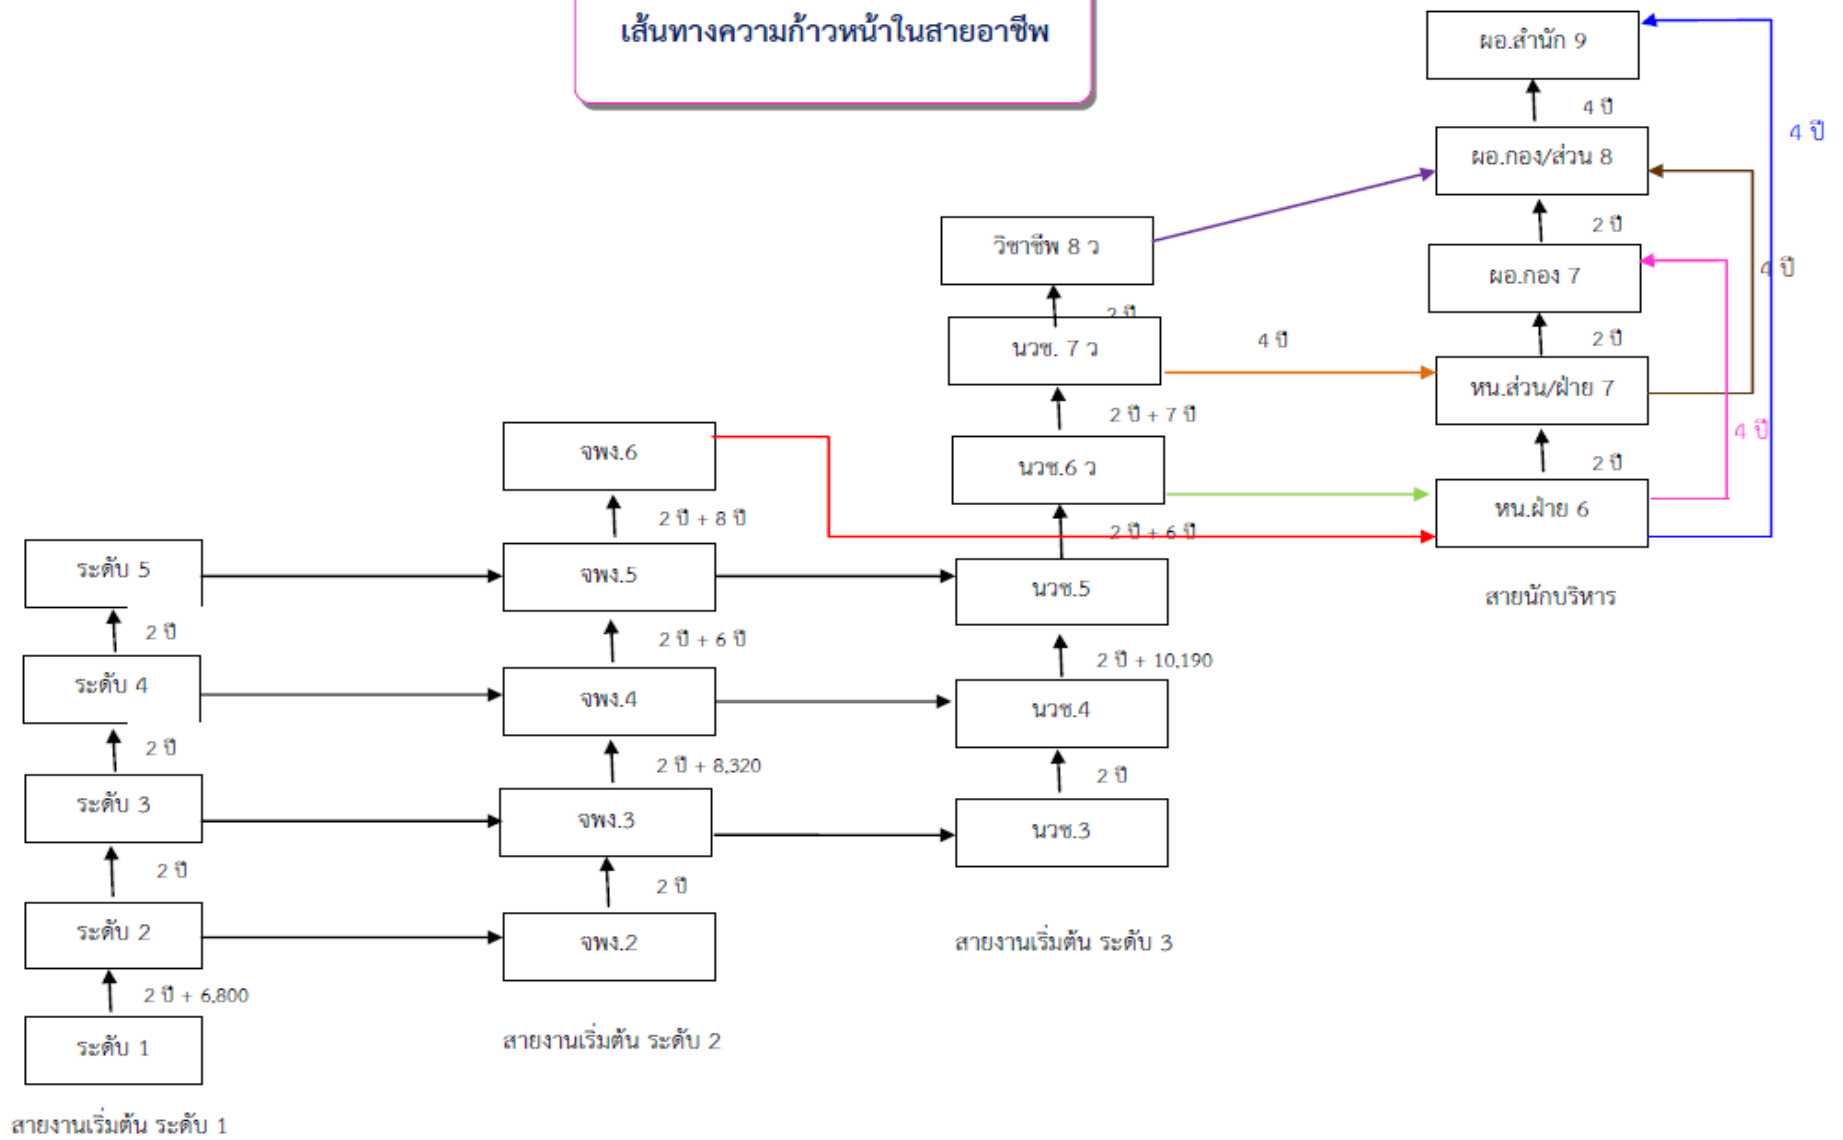 เส้นทางความก้าวหน้าในสายอาชีพ
ผอ.สำนัก 9
4 ปี
4 ปี
ผอ.กอง/ส่วน 8
2 ปี
วิชาชีพ 8 ว
ผอ.กอง 7
4 ปี
2 ปี
นวช. 7 ว
4 ปี
2 ปี
หน.ส่วน/ฝ่าย 7
2 ปี + 7 ปี
4 ปี
จพง.6
นวช.6 ว
2 ปี
หน.ฝ่าย 6
2 ปี + 8 ปี
2 ปี + 6 ปี
ระดับ 5
จพง.5
นวช.5
สายนักบริหาร
2 ปี
2 ปี + 6 ปี
2 ปี + 10,190
ระดับ 4
จพง.4
นวช.4
2 ปี
2 ปี + 8,320
2 ปี
ระดับ 3
จพง.3
นวช.3
2 ปี
2 ปี
ระดับ 2
จพง.2
สายงานเริ่มต้น ระดับ 3
2 ปี + 6,800
ระดับ 1
สายงานเริ่มต้น ระดับ 2
สายงานเริ่มต้น ระดับ 1